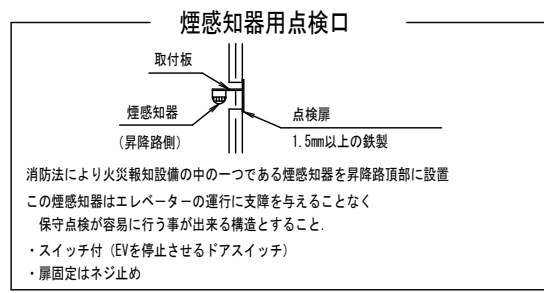 煙感知器用点検口
取付板
煙感知器
(昇降路側)
点検扉
1.5mm以上の鉄製
消防法により火災報知設備の中の一つである煙感知器を昇降路頂部に設置
この煙感知器はエレベーターの運行に支障を与えることなく
保守点検が容易に行う事が出来る構造とすること.
・スイッチ付（EVを停止させるドアスイッチ）
・扉固定はネジ止め